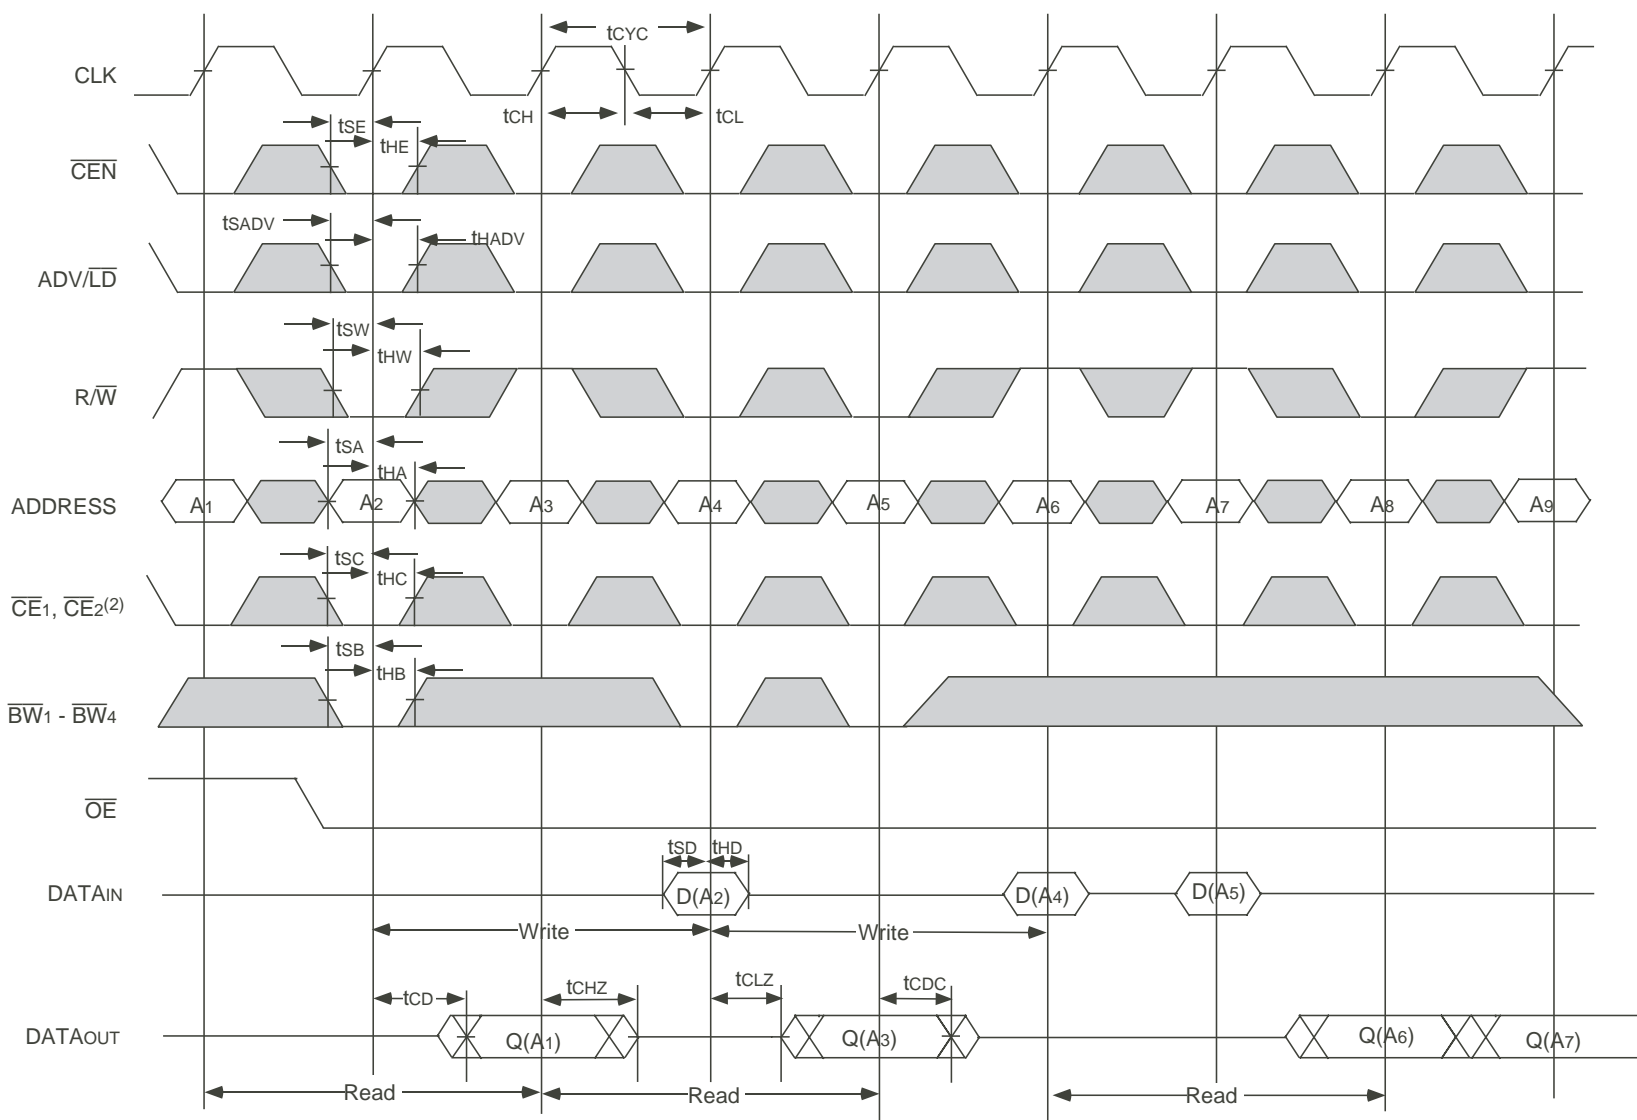 tCYC
CLK
tCH
tCL
tSE
tHE
CEN
tSADV
tHADV
ADV/LD
tSW
tHW
R/W
tSA
tHA
ADDRESS
A1 A2 A3 A4 A5 A6 A7 A8 A9
tSC
tHC
CE1, CE2(2)
tSB
tHB
BW1 - BW4
OE
tSD tHD
DATAIN
D(A2) D(A4) D(A5)
Write Write
tCD tCHZ tCLZ tCDC
DATAOUT
Q(A1) Q(A3) Q(A6) Q(A7)
Read Read Read